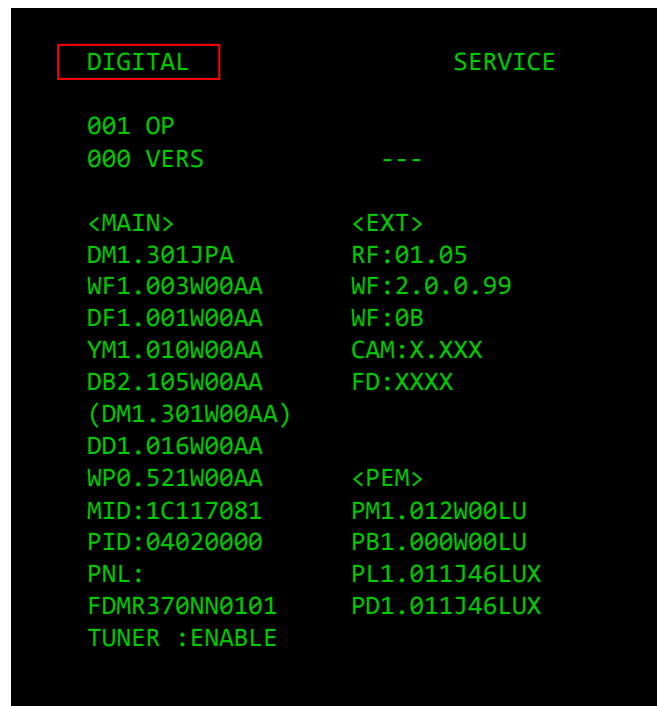 DIGITAL SERVICE
001 OP
000 VERS ---
<MAIN> <EXT>
DM1.301JPA RF:01.05
WF1.003W00AA WF:2.0.0.99
DF1.001W00AA WF:0B
YM1.010W00AA CAM:X.XXX
DB2.105W00AA FD:XXXX
(DM1.301W00AA)
DD1.016W00AA
WP0.521W00AA <PEM>
MID:1C117081 PM1.012W00LU
PID:04020000 PB1.000W00LU
PNL: PL1.011J46LUX
FDMR370NN0101 PD1.011J46LUX
TUNER :ENABLE